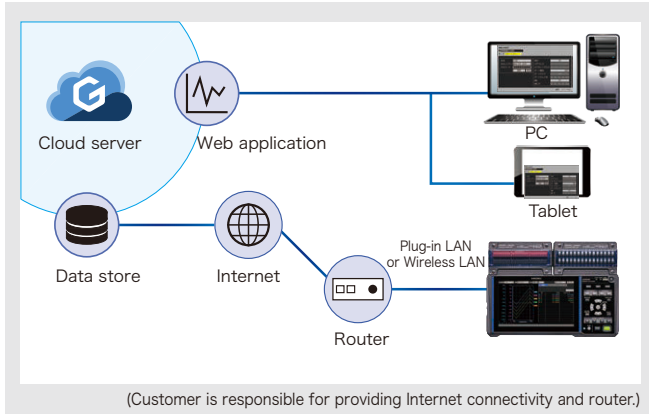 Cloud server
Web application
PC
Tablet
Data store
Internet
Plug-in LAN
or Wireless LAN
Router
(Customer is responsible for providing Internet connectivity and router.)